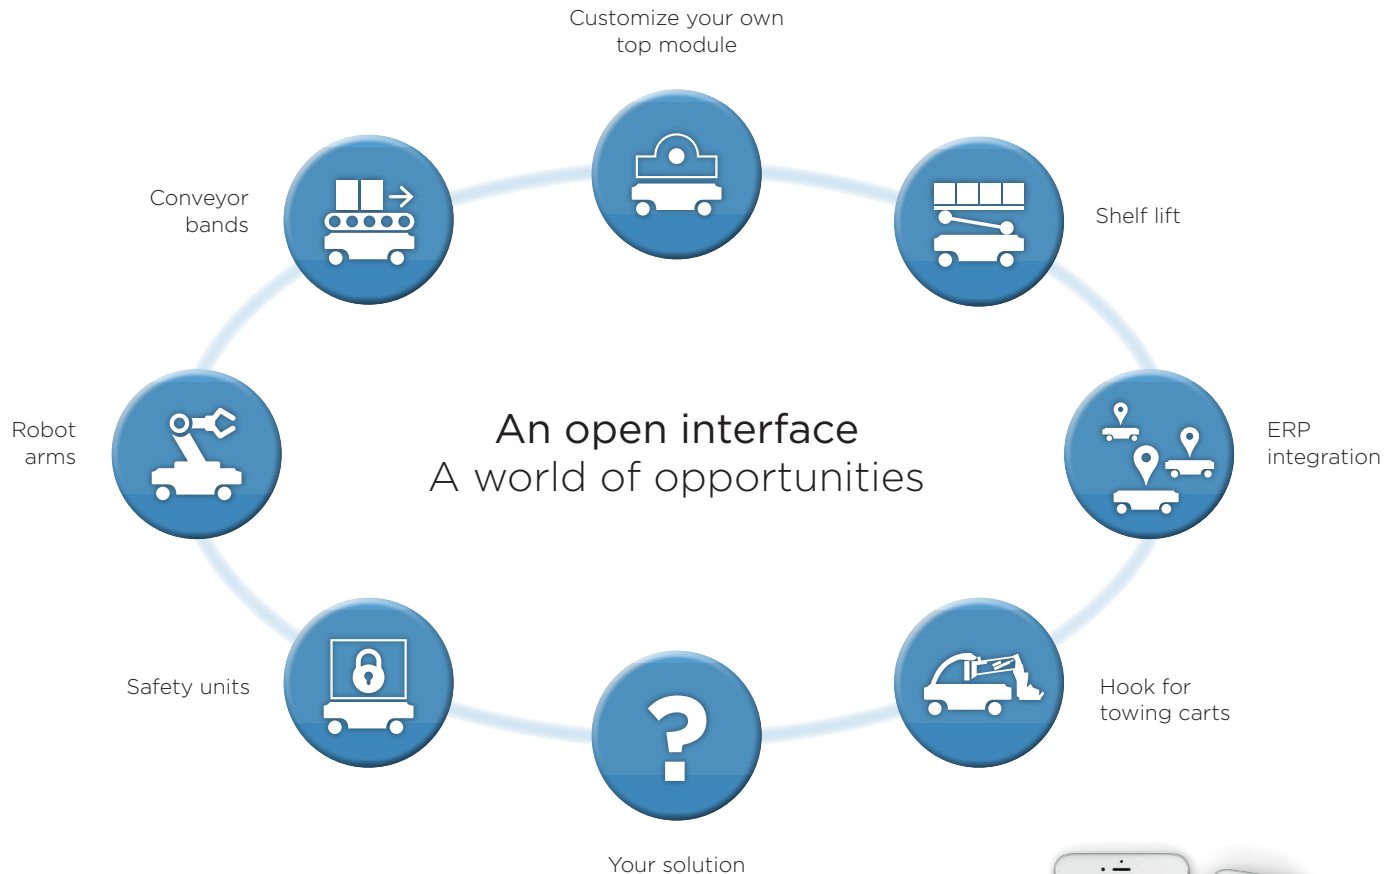 Customize your own
top module
Conveyor
bands
Shelf lift
Robot
arms
An open interface
A world of opportunities
ERP
integration
Safety units
Hook for
towing carts
?
Your solution